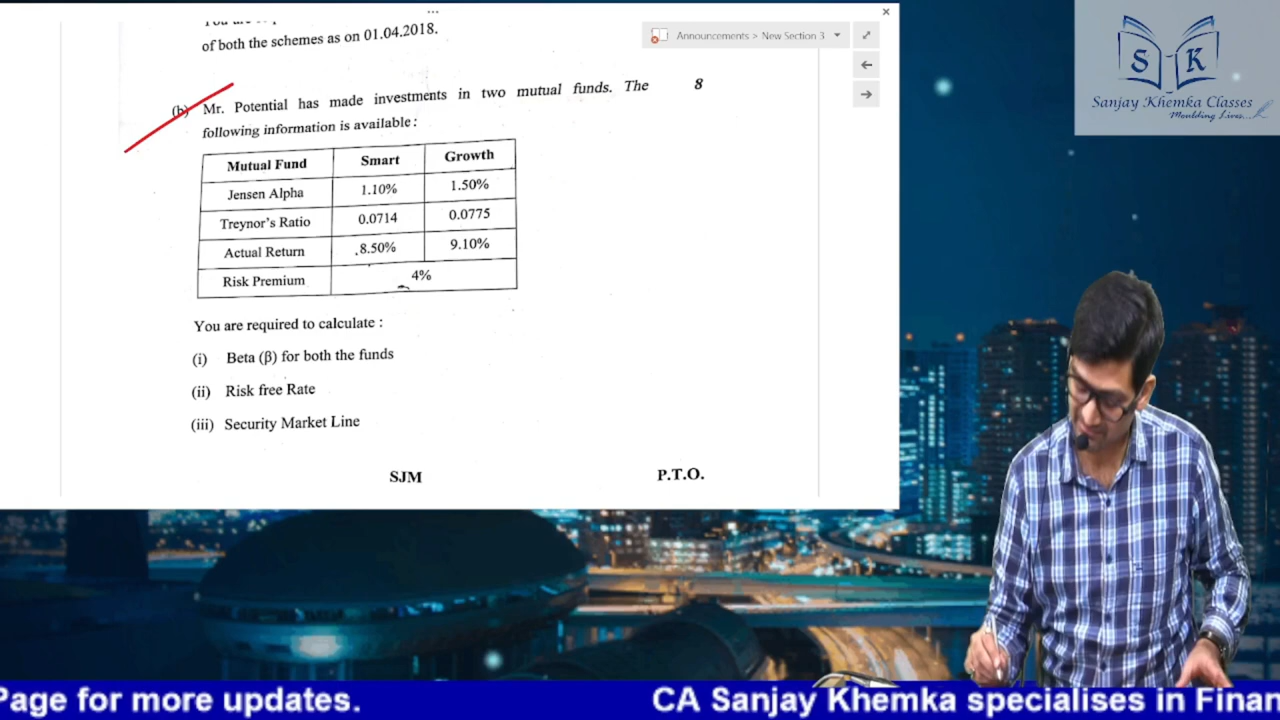 of both the schemes as on 01.04.2018.
Announcements > New Section 3
(b) Mr. Potential has made investments in two mutual funds. The 8
following information is available :
Mutual Fund Smart Growth
Jensen Alpha 1.10% 1.50%
Treynor's Ratio 0.0714 0.0775
Actual Return 8.50% 9.10%
Risk Premium 4%
You are required to calculate :
(i) Beta (β) for both the funds
(ii) Risk free Rate
(iii) Security Market Line
SJM P.T.O.
S K
Sanjay Khemka Classes
Moulding Lives...
Page for more updates. CA Sanjay Khemka specialises in Finan